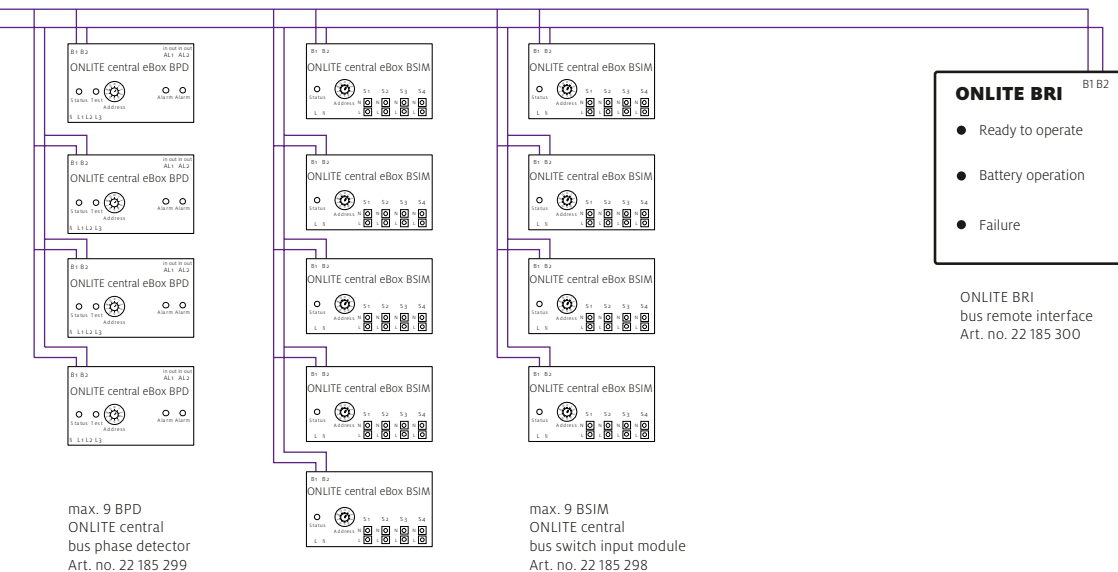 B1 B2
in out in out
AL1 AL2
ONLITE central eBox BPD
Status Test
Address
Alarm Alarm
S L1 L2 L3
B1 B2
in out in out
AL1 AL2
ONLITE central eBox BPD
Status Test
Address
Alarm Alarm
S L1 L2 L3
B1 B2
in out in out
AL1 AL2
ONLITE central eBox BPD
Status Test
Address
Alarm Alarm
S L1 L2 L3
B1 B2
in out in out
AL1 AL2
ONLITE central eBox BPD
Status Test
Address
Alarm Alarm
S L1 L2 L3
max. 9 BPD
ONLITE central
bus phase detector
Art. no. 22 185 299
B1 B2
ONLITE central eBox BSIM
S1 S2 S3 S4
Status
Address N N N N
L S L L L L
B1 B2
ONLITE central eBox BSIM
S1 S2 S3 S4
Status
Address N N N N
L S L L L L
B1 B2
ONLITE central eBox BSIM
S1 S2 S3 S4
Status
Address N N N N
L S L L L L
B1 B2
ONLITE central eBox BSIM
S1 S2 S3 S4
Status
Address N N N N
L S L L L L
B1 B2
ONLITE central eBox BSIM
S1 S2 S3 S4
Status
Address N N N N
L S L L L L
B1 B2
ONLITE central eBox BSIM
S1 S2 S3 S4
Status
Address N N N N
L S L L L L
B1 B2
ONLITE central eBox BSIM
S1 S2 S3 S4
Status
Address N N N N
L S L L L L
B1 B2
ONLITE central eBox BSIM
S1 S2 S3 S4
Status
Address N N N N
L S L L L L
B1 B2
ONLITE central eBox BSIM
S1 S2 S3 S4
Status
Address N N N N
L S L L L L
max. 9 BSIM
ONLITE central
bus switch input module
Art. no. 22 185 298
B1 B2
ONLITE BRI
Ready to operate
Battery operation
Failure
ONLITE BRI
bus remote interface
Art. no. 22 185 300